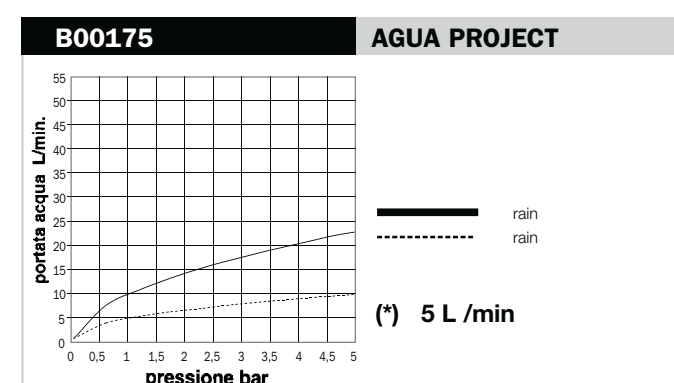 B00175
AGUA PROJECT
portata acqua L/min.
55
50
45
40
35
30
25
20
15
10
5
0
0 0,5 1 1,5 2 2,5 3 3,5 4 4,5 5
pressione bar
rain
rain
(*) 5 L /min